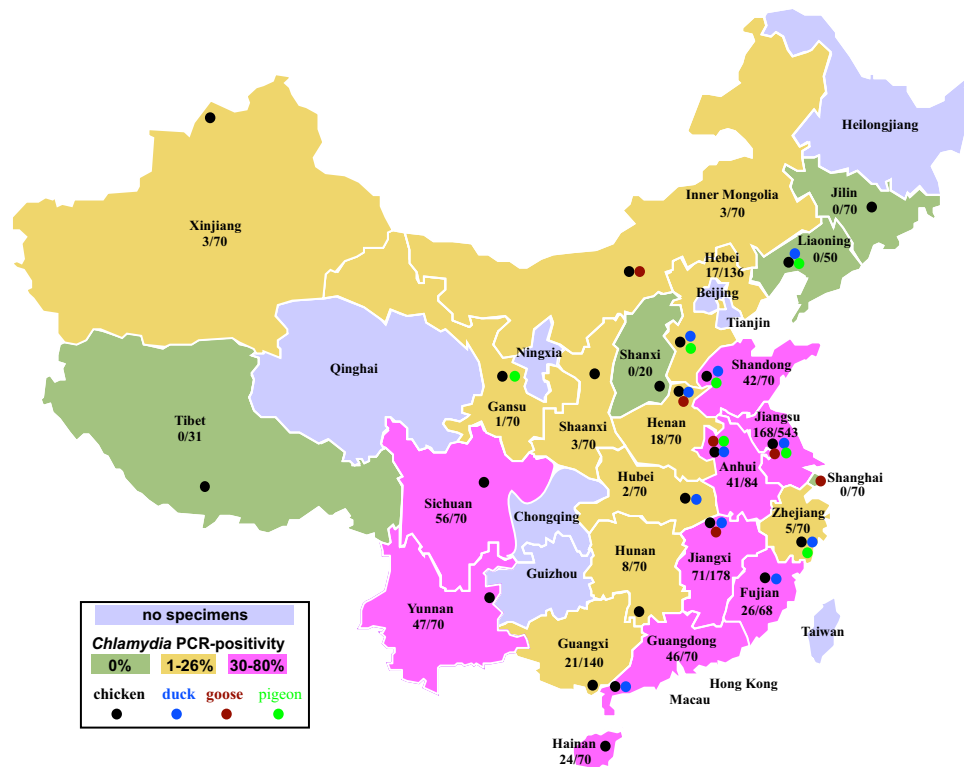 Heilongjiang
Jilin
0/70
Inner Mongolia
3/70
Xinjiang
3/70
Liaoning
0/50
Hebei
17/136
Beijing
Tianjin
Ningxia
Shanxi
0/20
Qinghai
Shandong
42/70
Gansu
1/70
Shaanxi
3/70
Henan
18/70
Jiangsu
168/543
Tibet
0/31
Anhui
41/84
Shanghai
0/70
Hubei
2/70
Sichuan
56/70
Chongqing
Zhejiang
5/70
Hunan
8/70
Jiangxi
71/178
Guizhou
Fujian
26/68
Yunnan
47/70
Taiwan
Guangxi
21/140
Guangdong
46/70
Hong Kong
Macau
Hainan
24/70
no specimens
Chlamydia PCR-positivity
0% 1-26% 30-80%
chicken duck goose pigeon